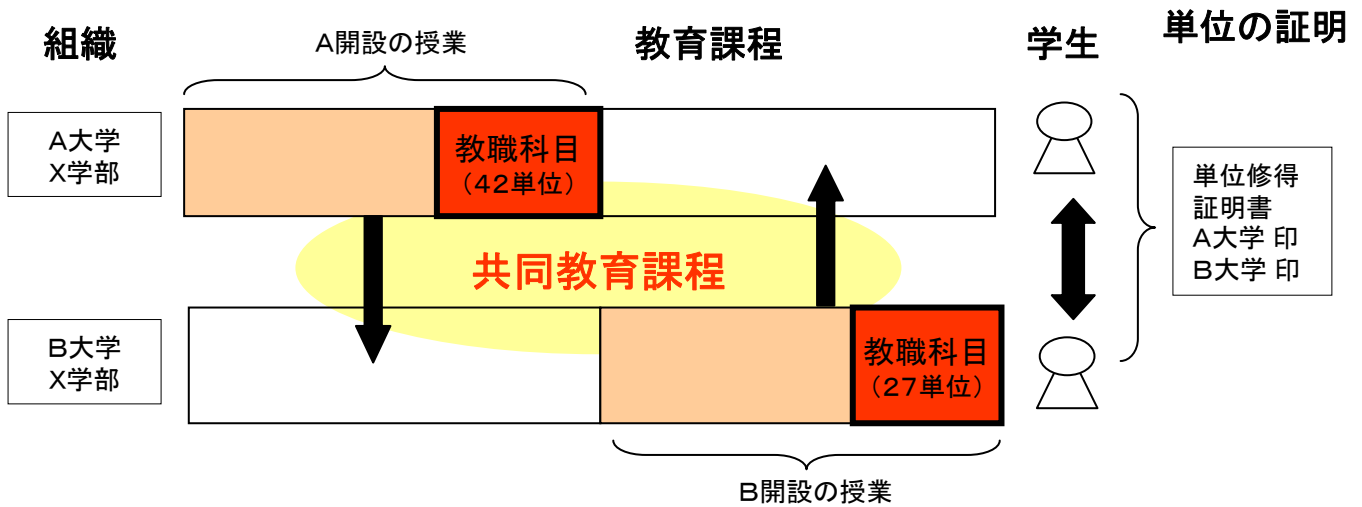 組織
A開設の授業
教育課程
学生
単位の証明
A大学
X学部
教職科目
（42単位）
単位修得
証明書
A大学 印
B大学 印
共同教育課程
B大学
X学部
教職科目
（27単位）
B開設の授業